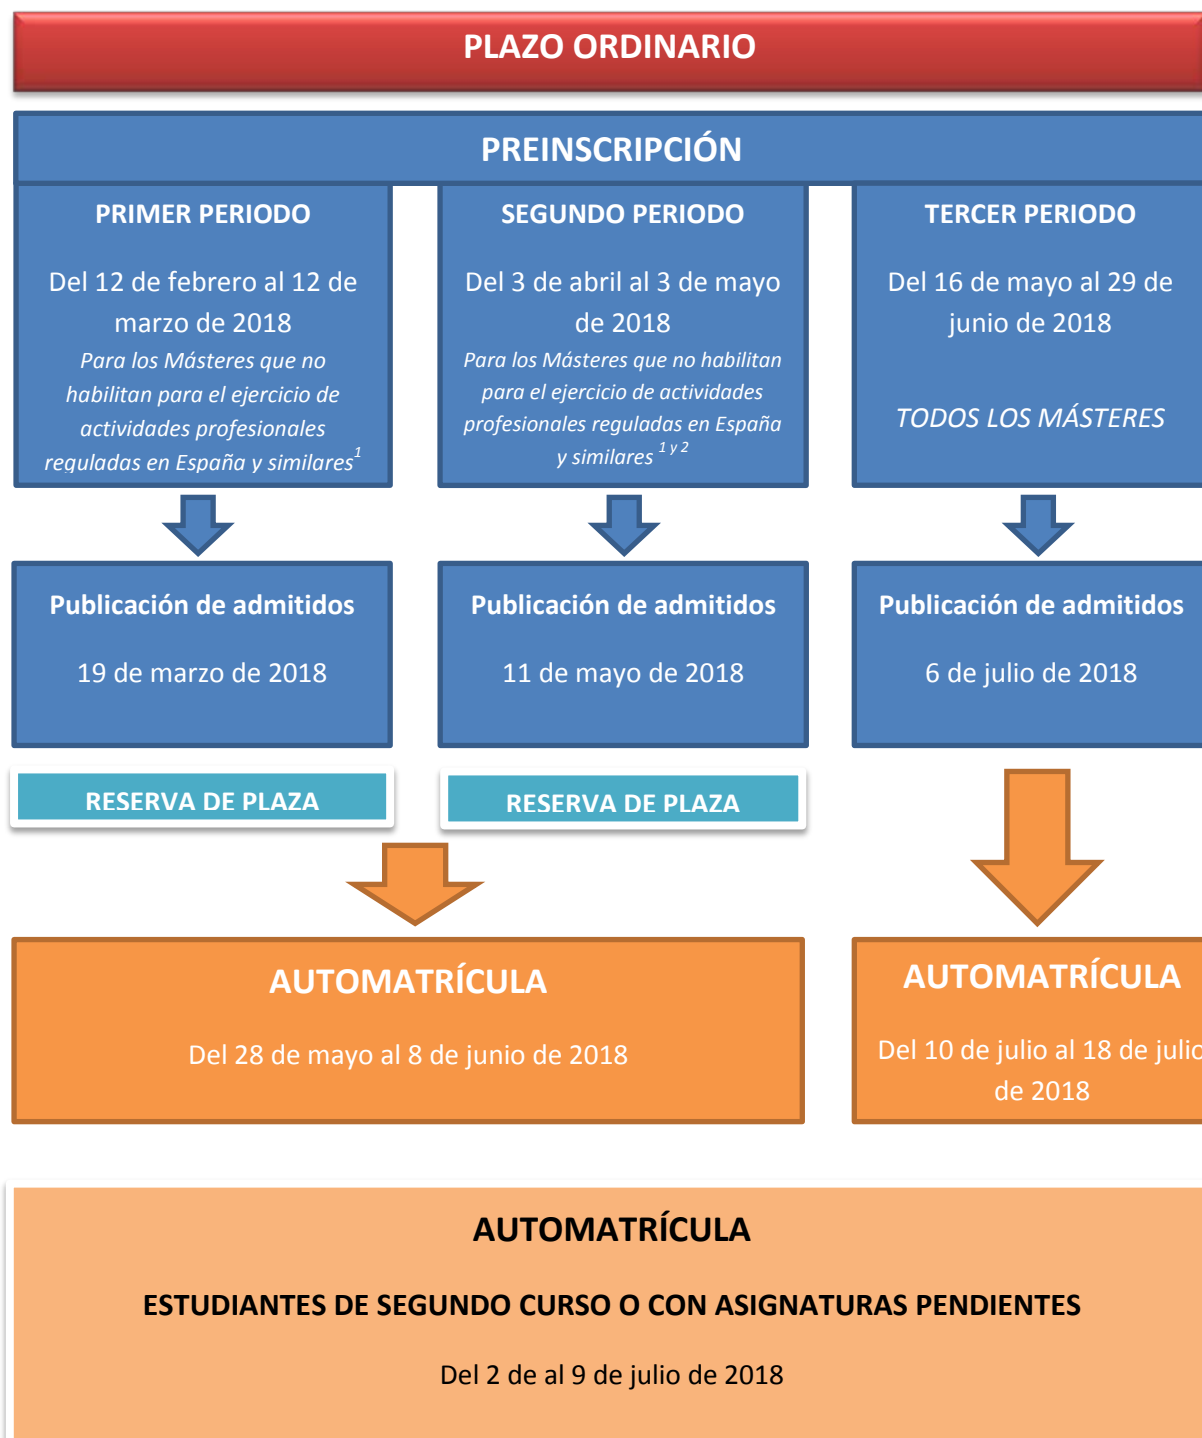 PLAZO ORDINARIO
PREINSCRIPCIÓN
PRIMER PERIODO
Del 12 de febrero al 12 de
marzo de 2018
Para los Másteres que no
habilitan para el ejercicio de
actividades profesionales
reguladas en España y similares1
SEGUNDO PERIODO
Del 3 de abril al 3 de mayo
de 2018
Para los Másteres que no habilitan
para el ejercicio de actividades
profesionales reguladas en España
y similares 1 y 2
TERCER PERIODO
Del 16 de mayo al 29 de
junio de 2018
TODOS LOS MÁSTERES
Publicación de admitidos
19 de marzo de 2018
Publicación de admitidos
11 de mayo de 2018
Publicación de admitidos
6 de julio de 2018
RESERVA DE PLAZA
RESERVA DE PLAZA
AUTOMATRÍCULA
Del 28 de mayo al 8 de junio de 2018
AUTOMATRÍCULA
Del 10 de julio al 18 de julio
de 2018
AUTOMATRÍCULA
ESTUDIANTES DE SEGUNDO CURSO O CON ASIGNATURAS PENDIENTES
Del 2 de al 9 de julio de 2018